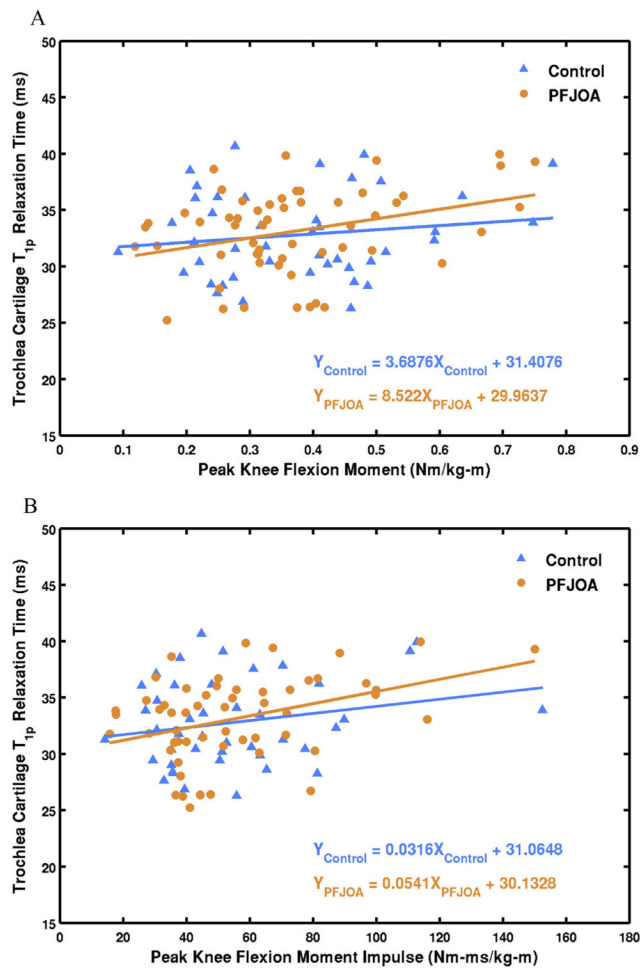 A
50
45
40
35
30
25
20
15
Trochlea Cartilage T1p Relaxation Time (ms)
Control
PFJOA
YControl = 3.6876XControl + 31.4076
YPFJOA = 8.522XPFJOA + 29.9637
0 0.1 0.2 0.3 0.4 0.5 0.6 0.7 0.8 0.9
Peak Knee Flexion Moment (Nm/kg-m)
B
50
45
40
35
30
25
20
15
Trochlea Cartilage T1p Relaxation Time (ms)
Control
PFJOA
YControl = 0.0316XControl + 31.0648
YPFJOA = 0.0541XPFJOA + 30.1328
0 20 40 60 80 100 120 140 160 180
Peak Knee Flexion Moment Impulse (Nm-ms/kg-m)